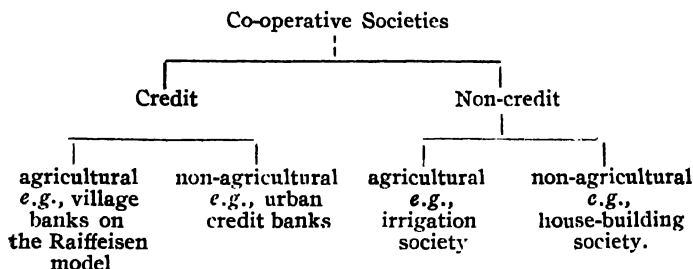 Co-operative Societies
Credit Non-credit
agricultural non-agricultural agricultural non-agricultural
e.g., village e.g., urban e.g., e.g.,
banks on credit banks irrigation house-building
the Raiffeisen society society.
model